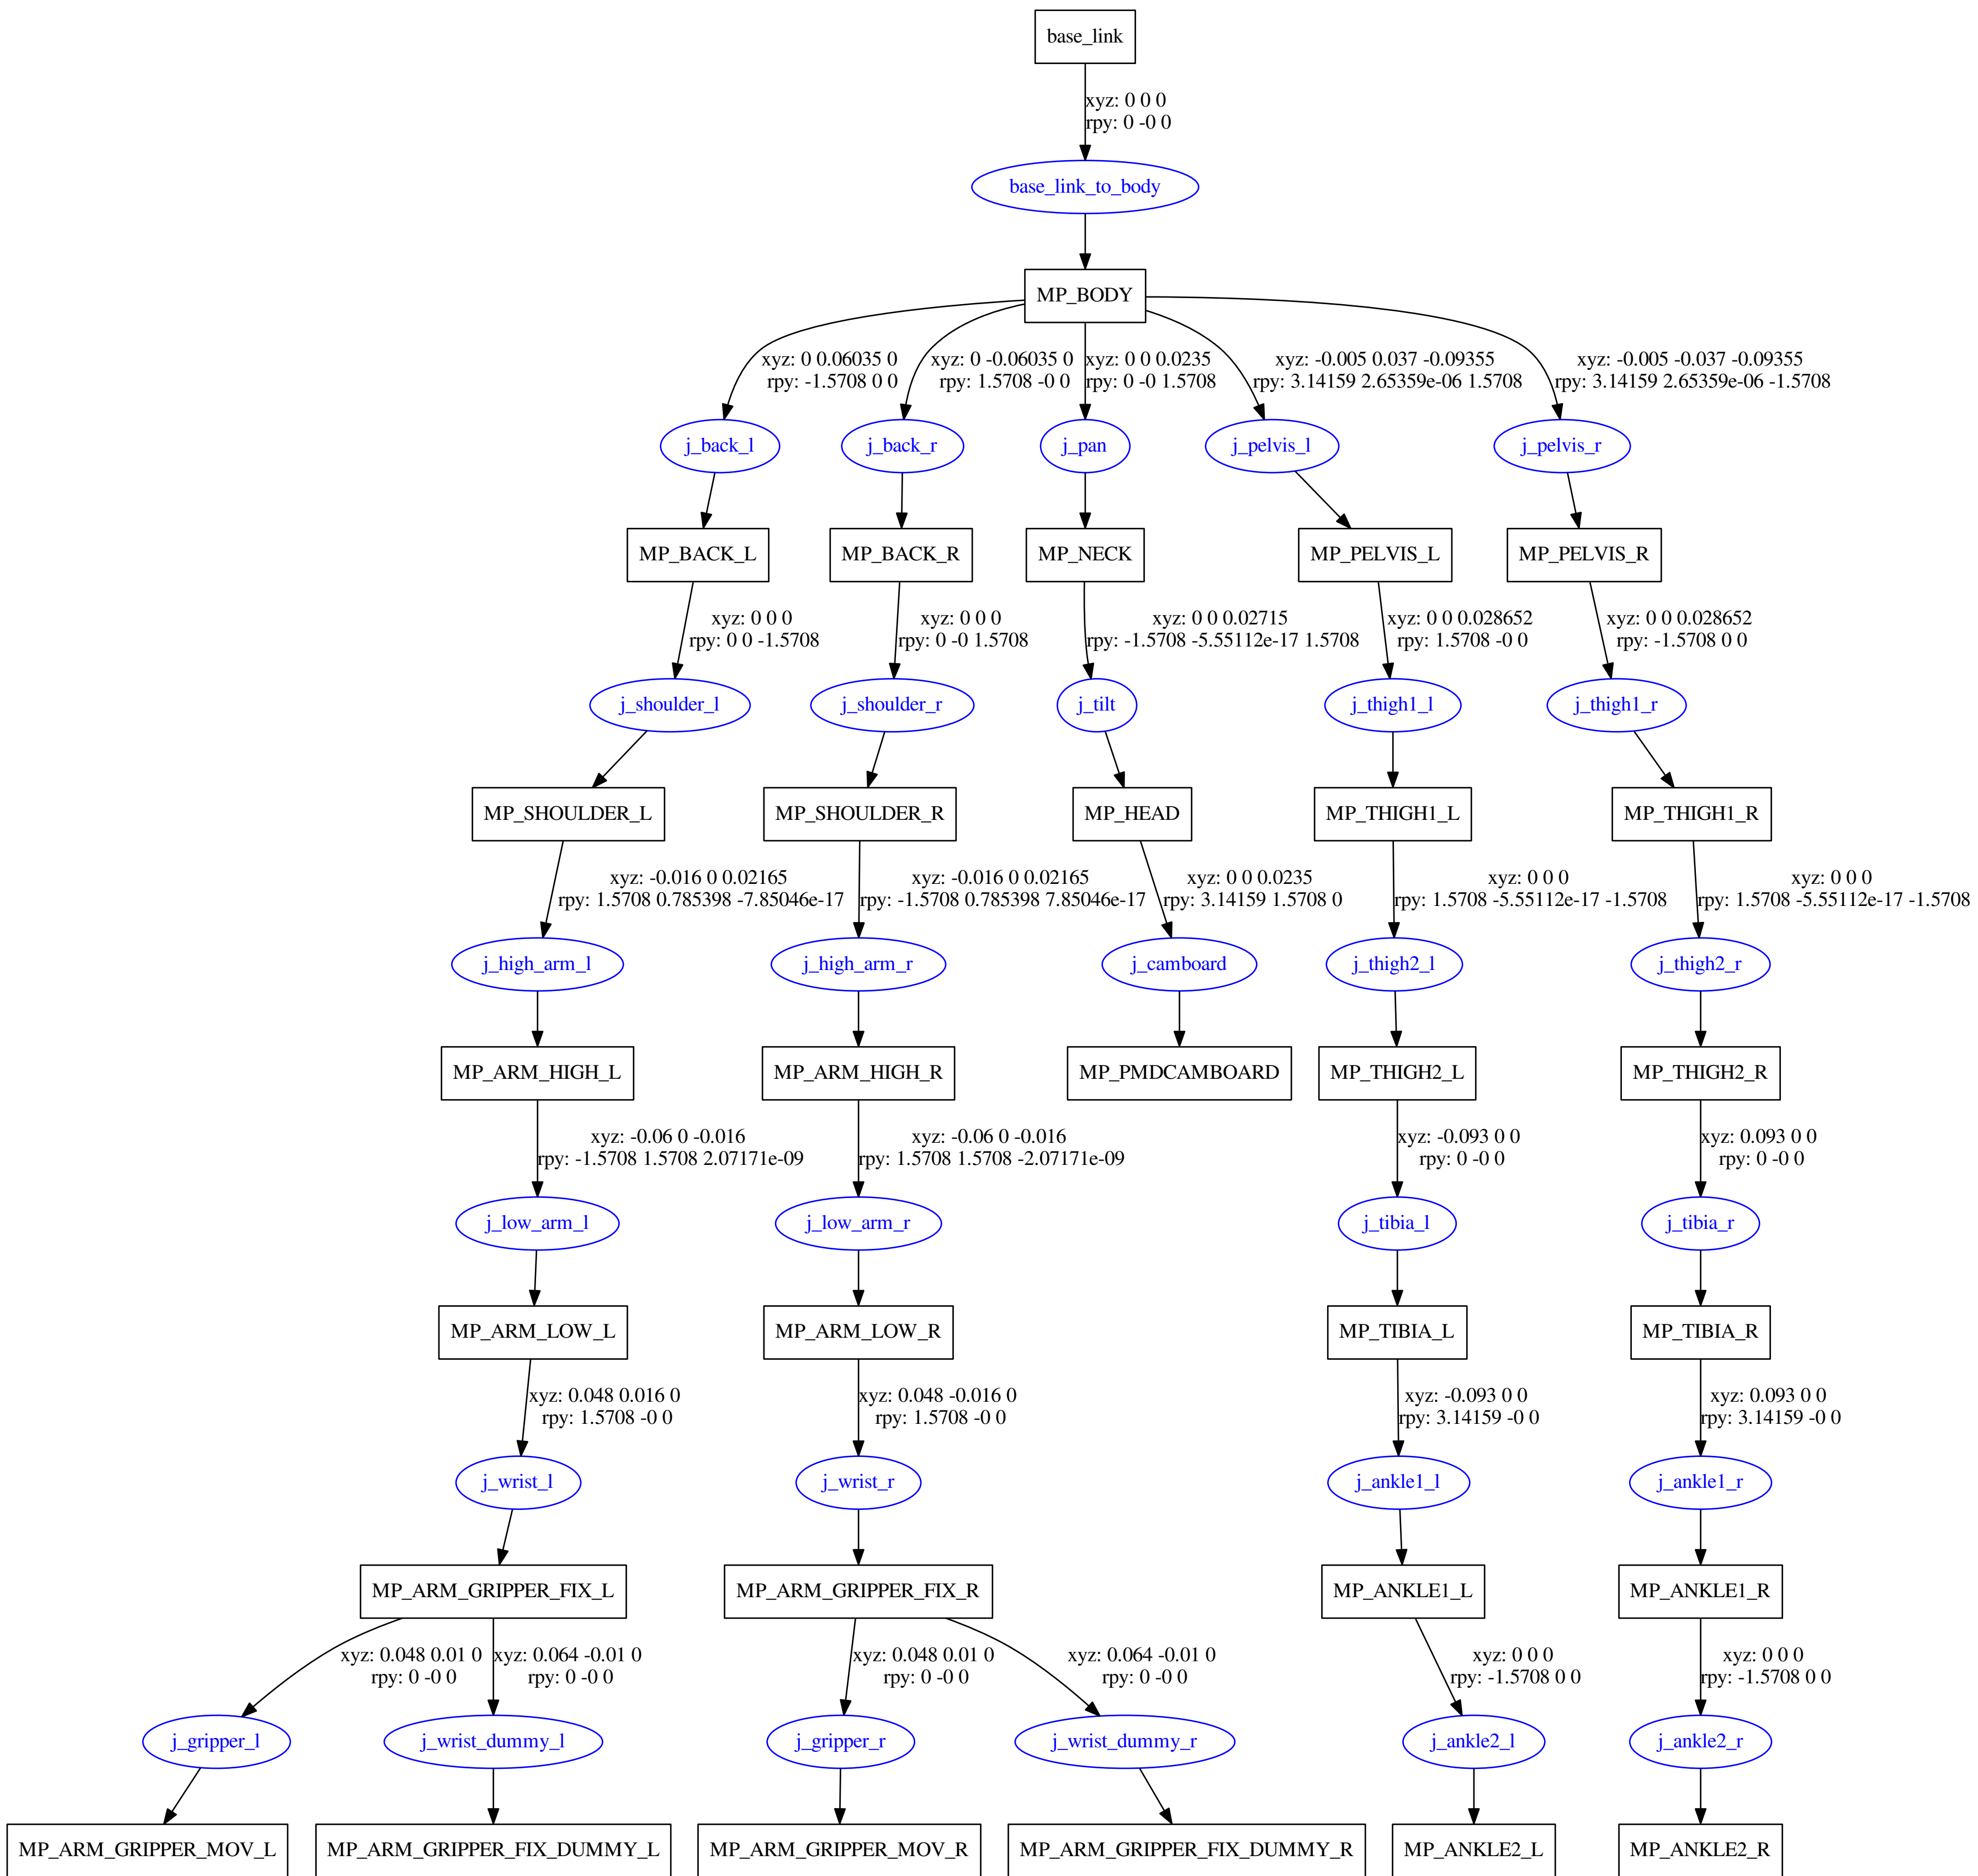 base_link
xyz: 0 0 0
rpy: 0 -0 0
base_link_to_body
MP_BODY
xyz: 0 0.06035 0
rpy: -1.5708 0 0
xyz: 0 -0.06035 0
rpy: 1.5708 -0 0
xyz: 0 0 0.0235
rpy: 0 -0 1.5708
xyz: -0.005 0.037 -0.09355
rpy: 3.14159 2.65359e-06 1.5708
xyz: -0.005 -0.037 -0.09355
rpy: 3.14159 2.65359e-06 -1.5708
j_back_l
j_back_r
j_pan
j_pelvis_l
j_pelvis_r
MP_BACK_L
MP_BACK_R
MP_NECK
MP_PELVIS_L
MP_PELVIS_R
xyz: 0 0 0
rpy: 0 0 -1.5708
xyz: 0 0 0
rpy: 0 -0 1.5708
xyz: 0 0 0.02715
rpy: -1.5708 -5.55112e-17 1.5708
xyz: 0 0 0.028652
rpy: 1.5708 -0 0
xyz: 0 0 0.028652
rpy: -1.5708 0 0
j_shoulder_l
j_shoulder_r
j_tilt
j_thigh1_l
j_thigh1_r
MP_SHOULDER_L
MP_SHOULDER_R
MP_HEAD
MP_THIGH1_L
MP_THIGH1_R
xyz: -0.016 0 0.02165
rpy: 1.5708 0.785398 -7.85046e-17
xyz: -0.016 0 0.02165
rpy: -1.5708 0.785398 7.85046e-17
xyz: 0 0 0.0235
rpy: 3.14159 1.5708 0
xyz: 0 0 0
rpy: 1.5708 -5.55112e-17 -1.5708
xyz: 0 0 0
rpy: 1.5708 -5.55112e-17 -1.5708
j_high_arm_l
j_high_arm_r
j_camboard
j_thigh2_l
j_thigh2_r
MP_ARM_HIGH_L
MP_ARM_HIGH_R
MP_PMDCAMBOARD
MP_THIGH2_L
MP_THIGH2_R
xyz: -0.06 0 -0.016
rpy: -1.5708 1.5708 2.07171e-09
xyz: -0.06 0 -0.016
rpy: 1.5708 1.5708 -2.07171e-09
xyz: -0.093 0 0
rpy: 0 -0 0
xyz: 0.093 0 0
rpy: 0 -0 0
j_low_arm_l
j_low_arm_r
j_tibia_l
j_tibia_r
MP_ARM_LOW_L
MP_ARM_LOW_R
MP_TIBIA_L
MP_TIBIA_R
xyz: 0.048 0.016 0
rpy: 1.5708 -0 0
xyz: 0.048 -0.016 0
rpy: 1.5708 -0 0
xyz: -0.093 0 0
rpy: 3.14159 -0 0
xyz: 0.093 0 0
rpy: 3.14159 -0 0
j_wrist_l
j_wrist_r
j_ankle1_l
j_ankle1_r
MP_ARM_GRIPPER_FIX_L
MP_ARM_GRIPPER_FIX_R
MP_ANKLE1_L
MP_ANKLE1_R
xyz: 0.048 0.01 0
rpy: 0 -0 0
xyz: 0.064 -0.01 0
rpy: 0 -0 0
xyz: 0.048 0.01 0
rpy: 0 -0 0
xyz: 0.064 -0.01 0
rpy: 0 -0 0
xyz: 0 0 0
rpy: -1.5708 0 0
xyz: 0 0 0
rpy: -1.5708 0 0
j_gripper_l
j_wrist_dummy_l
j_gripper_r
j_wrist_dummy_r
j_ankle2_l
j_ankle2_r
MP_ARM_GRIPPER_MOV_L
MP_ARM_GRIPPER_FIX_DUMMY_L
MP_ARM_GRIPPER_MOV_R
MP_ARM_GRIPPER_FIX_DUMMY_R
MP_ANKLE2_L
MP_ANKLE2_R